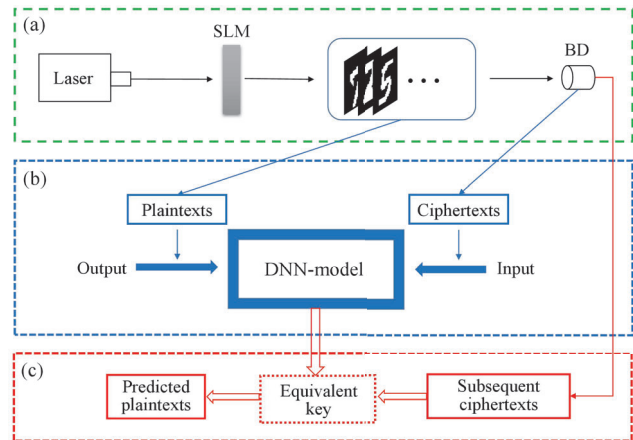 (a)
SLM
BD
Laser
(b)
Plaintexts
Ciphertexts
Output
DNN-model
Input
(c)
Predicted
plaintexts
Equivalent
key
Subsequent
ciphertexts